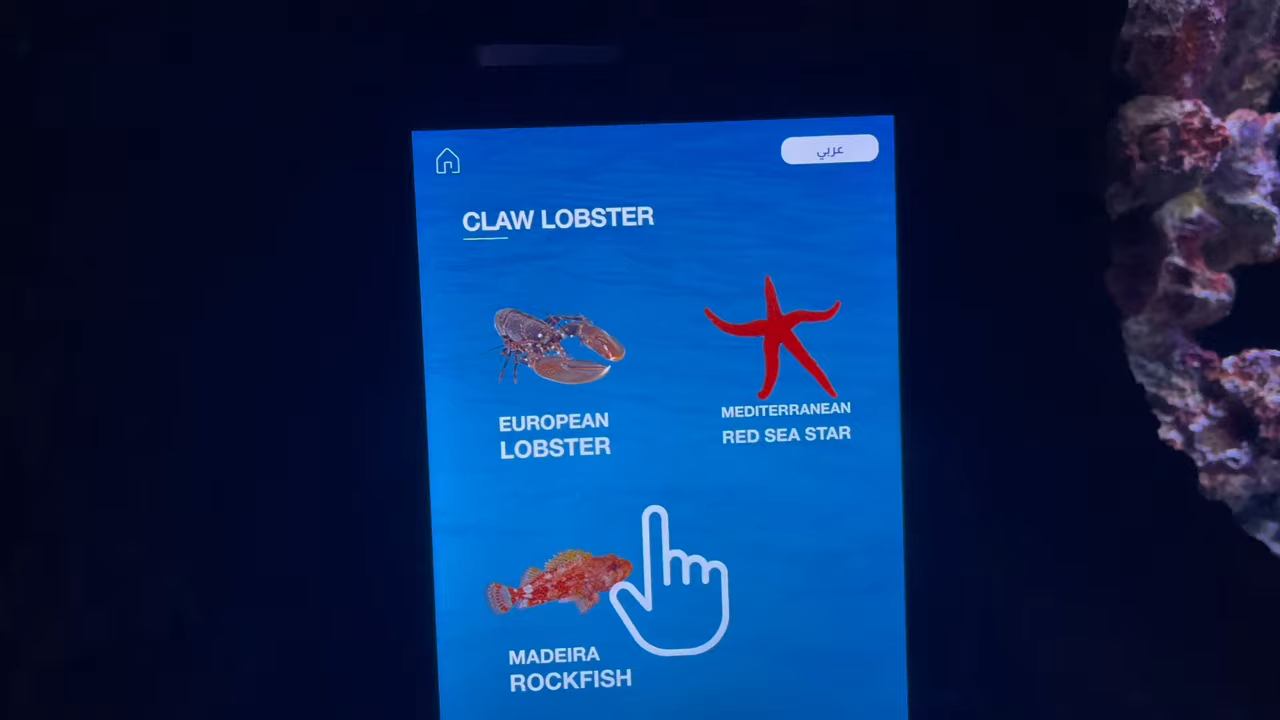 عربي
CLAW LOBSTER
EUROPEAN
LOBSTER
MEDITERRANEAN
RED SEA STAR
MADEIRA
ROCKFISH